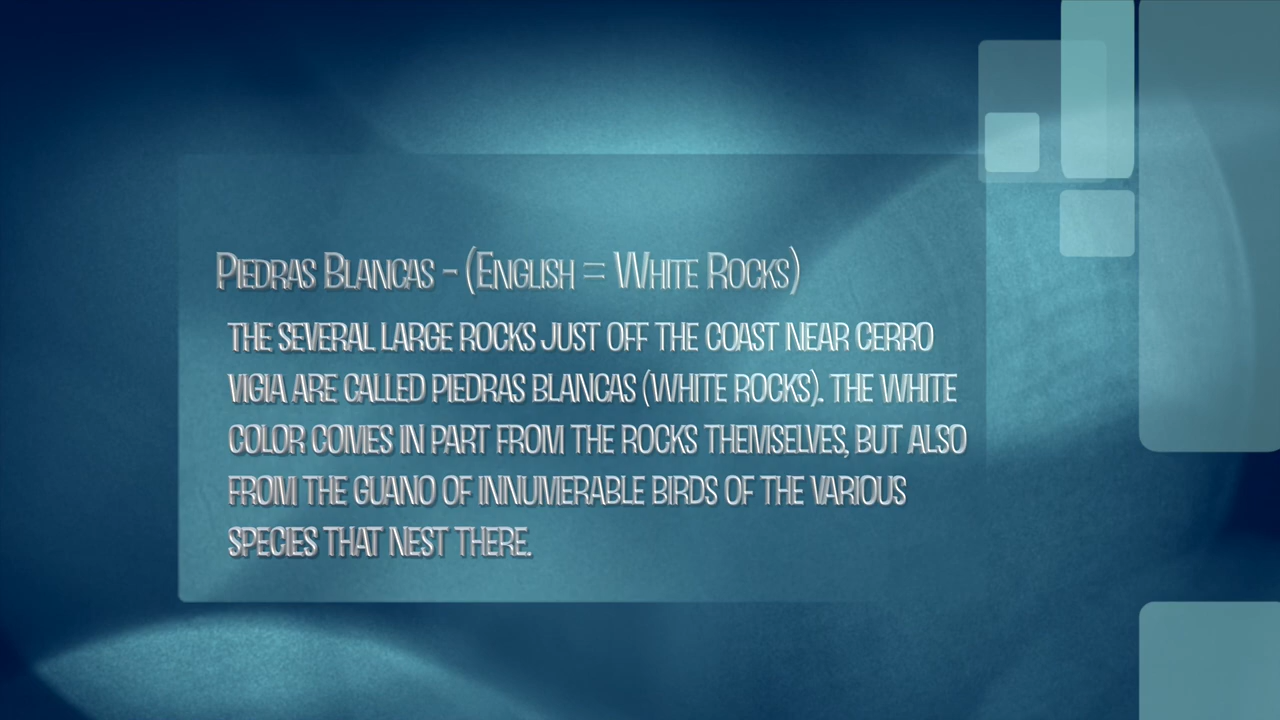 Piedras Blancas - (English = White Rocks)
THE SEVERAL LARGE ROCKS JUST OFF THE COAST NEAR CERRO
VIGIA ARE CALLED PIEDRAS BLANCAS (WHITE ROCKS). THE WHITE
COLOR COMES IN PART FROM THE ROCKS THEMSELVES, BUT ALSO
FROM THE GUANO OF INNUMERABLE BIRDS OF THE VARIOUS
SPECIES THAT NEST THERE.